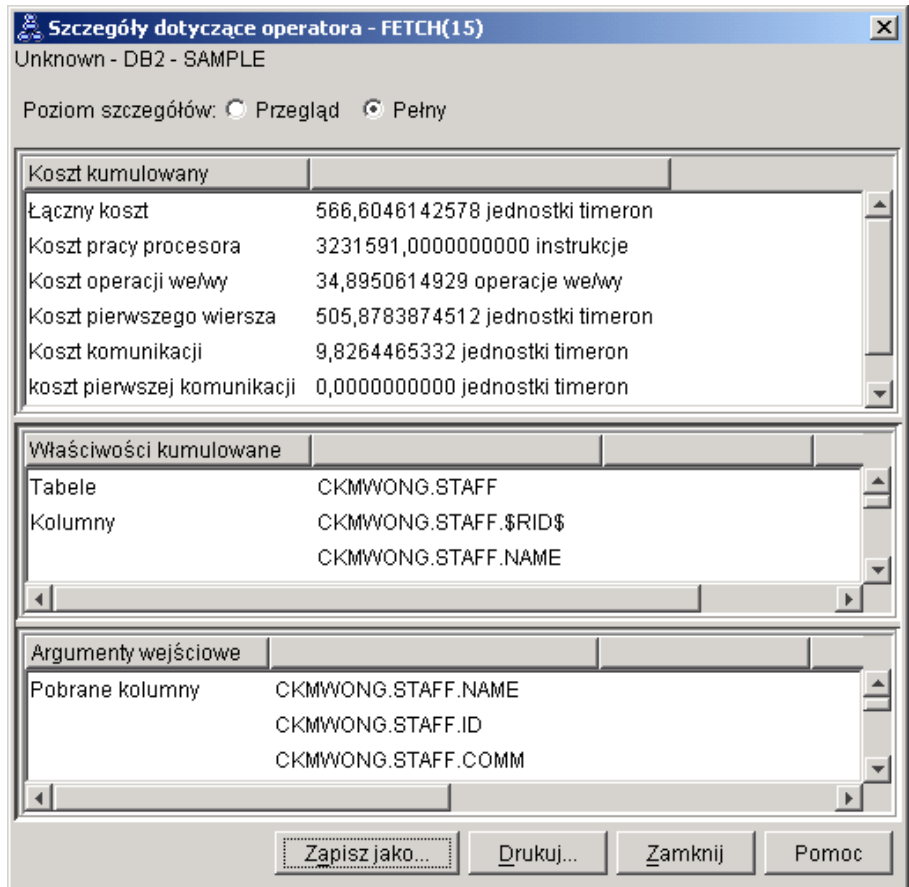 Szczegóły dotyczące operatora - FETCH(15)
Unknown - DB2 - SAMPLE
Poziom szczegółów: Przegląd Pełny
Koszt kumulowany
Łączny koszt 566,6046142578 jednostki timeron
Koszt pracy procesora 3231591,0000000000 instrukcje
Koszt operacji we/wy 34,8950614929 operacje we/wy
Koszt pierwszego wiersza 505,8783874512 jednostki timeron
Koszt komunikacji 9,8264465332 jednostki timeron
koszt pierwszej komunikacji 0,0000000000 jednostki timeron
Właściwości kumulowane
Tabele CKMWONG.STAFF
Kolumny CKMWONG.STAFF.$RID$
CKMWONG.STAFF.NAME
Argumenty wejściowe
Pobrane kolumny CKMWONG.STAFF.NAME
CKMWONG.STAFF.ID
CKMWONG.STAFF.COMM
Zapisz jako... Drukuj... Zamknij Pomoc